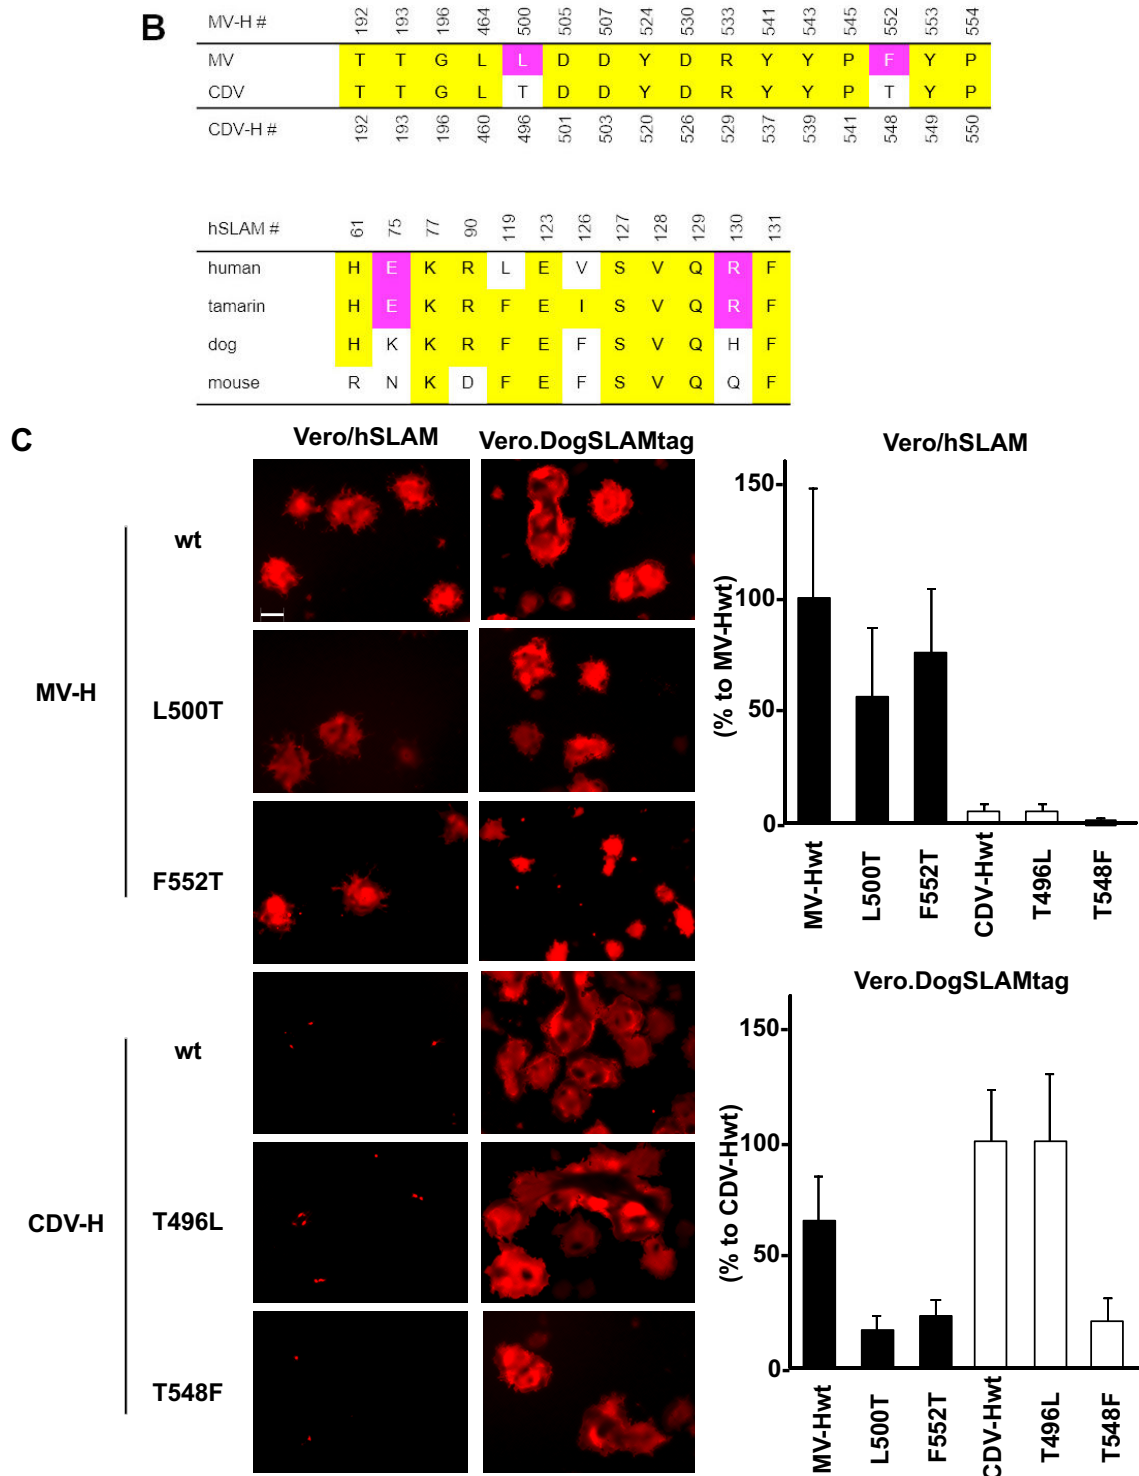 B
MV-H # 192 193 196 464 500 505 507 524 530 533 541 543 545 552 553 554
MV T T G L L D D Y D R Y Y P F Y P
CDV T T G L T D D Y D R Y Y P T Y P
CDV-H # 192 193 196 460 496 501 503 520 526 529 537 539 541 548 549 550
hSLAM # 61 75 77 90 119 123 126 127 128 129 130 131
human H E K R L E V S V Q R F
tamarin H E K R F E I S V Q R F
dog H K K R F E F S V Q H F
mouse R N K D F E F S V Q Q F
C
Vero/hSLAM Vero.DogSLAMtag
MV-H
wt
L500T
F552T
CDV-H
wt
T496L
T548F
Vero/hSLAM
(% to MV-Hwt)
150
100
50
0
MV-Hwt L500T F552T CDV-Hwt T496L T548F
Vero.DogSLAMtag
(% to CDV-Hwt)
150
100
50
0
MV-Hwt L500T F552T CDV-Hwt T496L T548F